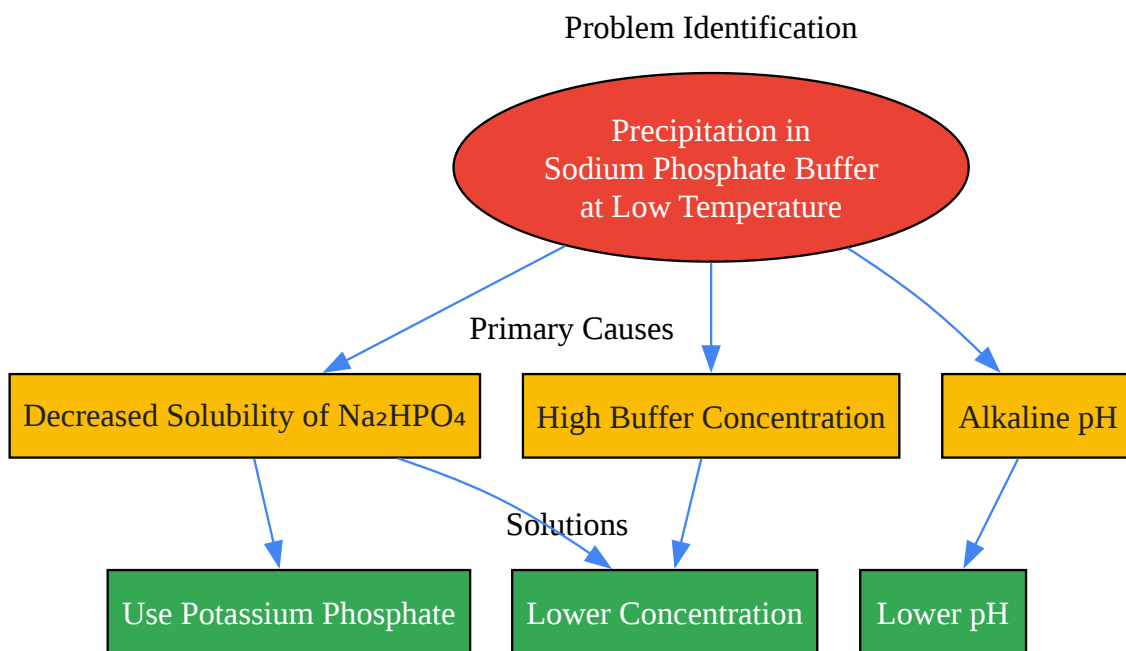 Problem Identification
Precipitation in
Sodium Phosphate Buffer
at Low Temperature
Primary Causes
Decreased Solubility of Na₂HPO₄
High Buffer Concentration
Alkaline pH
Solutions
Use Potassium Phosphate
Lower Concentration
Lower pH